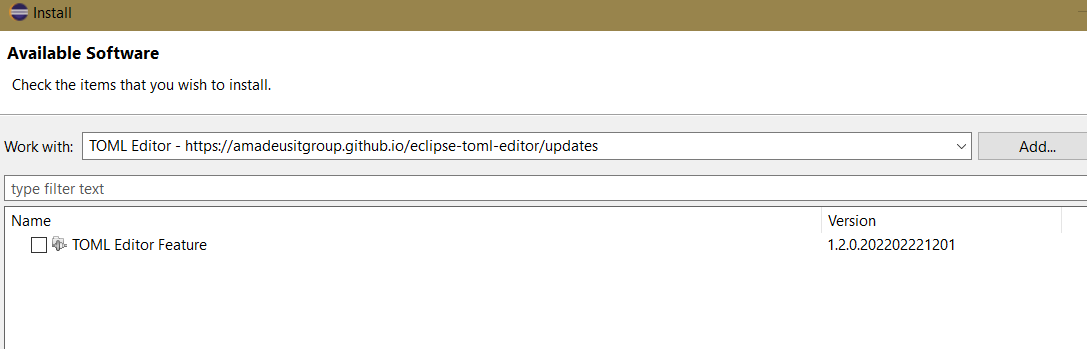 Install
Available Software
Check the items that you wish to install.
Work with: TOML Editor - https://amadeusitgroup.github.io/eclipse-toml-editor/updates Add...
type filter text
Name Version
TOML Editor Feature 1.2.0.202202221201